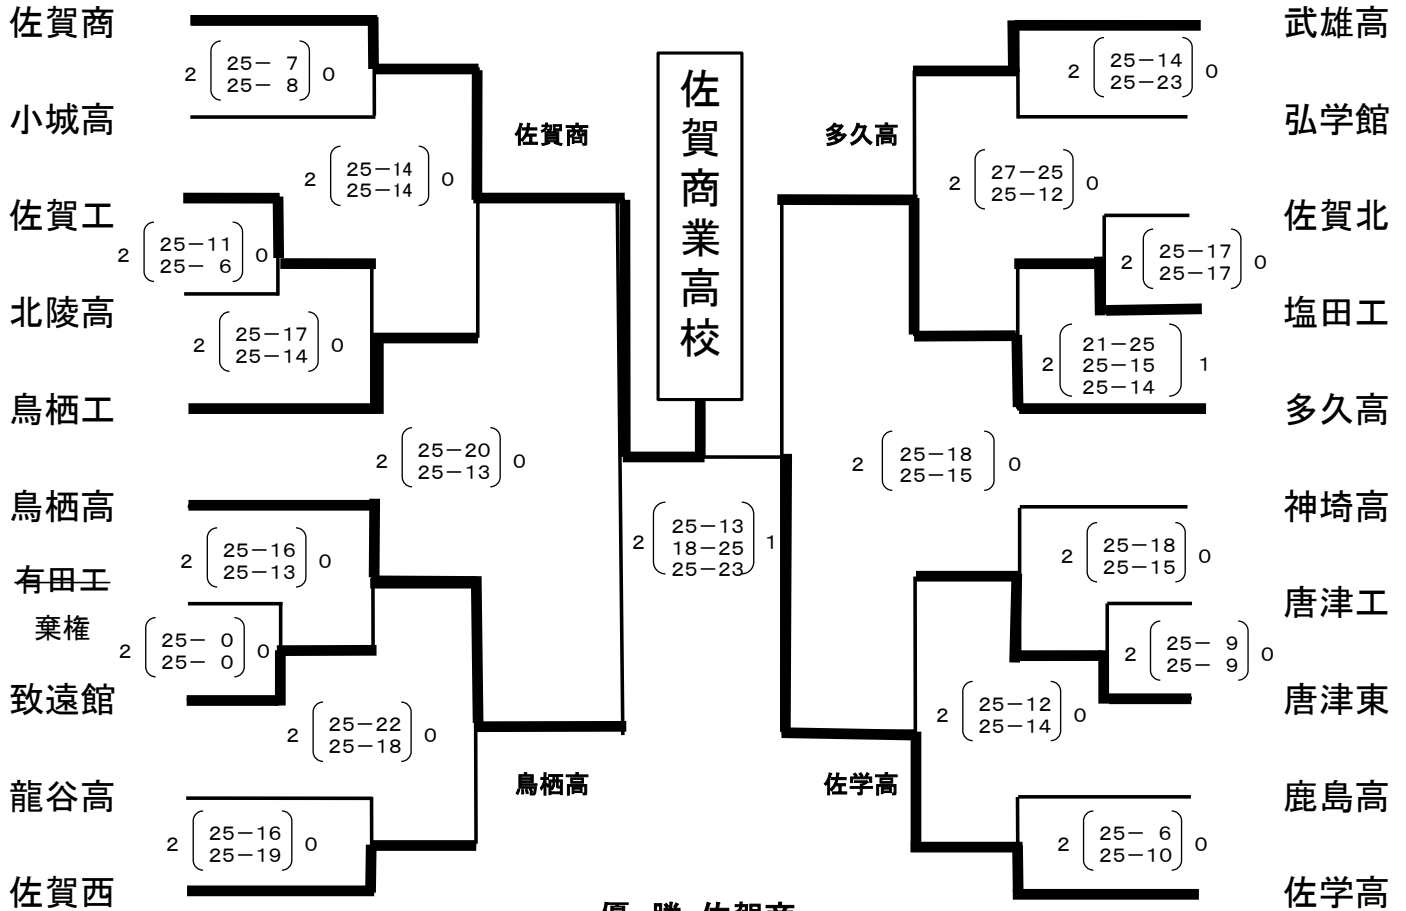 佐賀商
2 25－ 7 0
25－ 8
小城高
2 25－14 0
25－14
佐賀工
2 25－11 0
25－ 6
北陵高
2 25－17 0
25－14
鳥栖工
2 25－20 0
25－13
鳥栖高
2 25－16 0
25－13
有田工
棄権
2 25－ 0 0
25－ 0
致遠館
2 25－22 0
25－18
龍谷高
2 25－16 0
25－19
佐賀西
佐賀商
鳥栖高
佐賀商業高校
2 25－13 1
18－25
25－23
多久高
佐学高
武雄高
2 25－14 0
25－23
弘学館
2 27－25 0
25－12
佐賀北
2 25－17 0
25－17
塩田工
2 21－25 1
25－15
25－14
多久高
2 25－18 0
25－15
神埼高
2 25－18 0
25－15
唐津工
2 25－ 9 0
25－ 9
唐津東
2 25－12 0
25－14
鹿島高
2 25－ 6 0
25－10
佐学高
優 勝 佐賀商